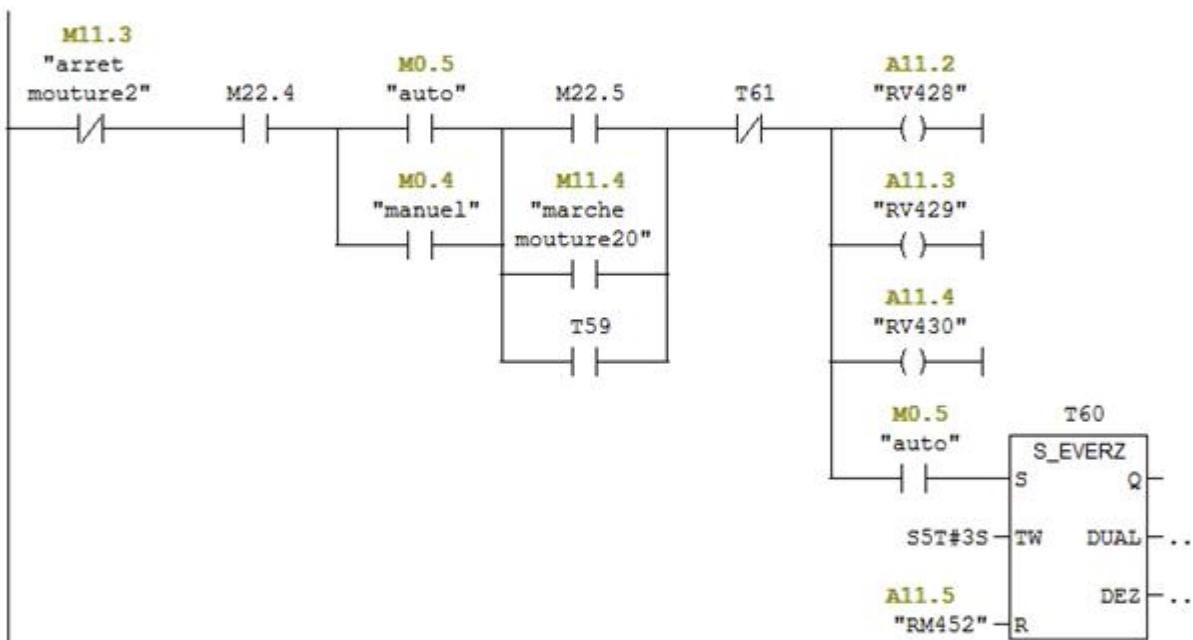 M11.3
"arret
mouture2"
M22.4
M0.5
"auto"
M22.5
T61
A11.2
"RV428"
M0.4
"manuel"
M11.4
"marche
mouture20"
A11.3
"RV429"
T59
A11.4
"RV430"
M0.5
"auto"
T60
S_EVERZ
S Q
S5T#3S TW DUAL ..
A11.5
"RM452" R DEZ ..